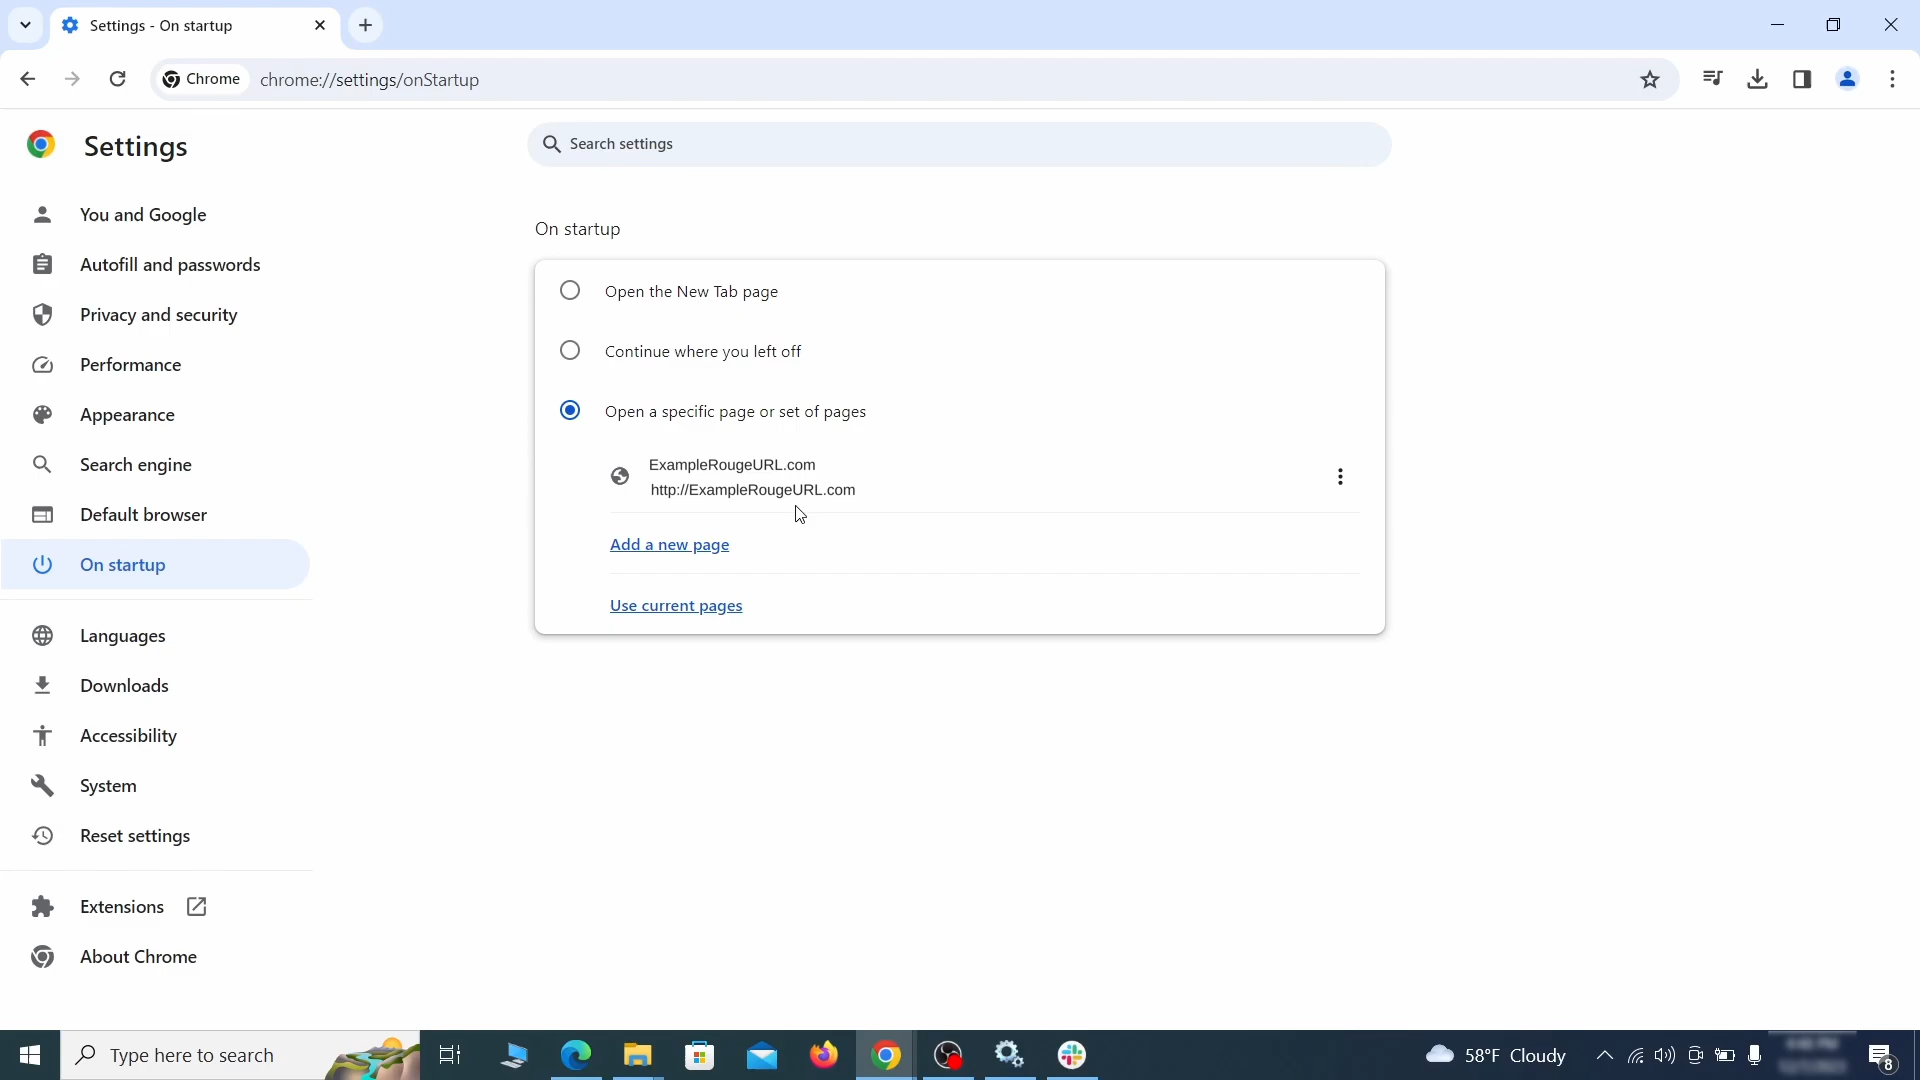 Settings - On startup
Chrome
chrome://settings/onStartup
Settings
Search settings
You and Google
Autofill and passwords
Privacy and security
Performance
Appearance
Search engine
Default browser
On startup
Languages
Downloads
Accessibility
System
Reset settings
Extensions
About Chrome
On startup
Open the New Tab page
Continue where you left off
Open a specific page or set of pages
ExampleRougeURL.com
http://ExampleRougeURL.com
Add a new page
Use current pages
Type here to search
58°F Cloudy
8